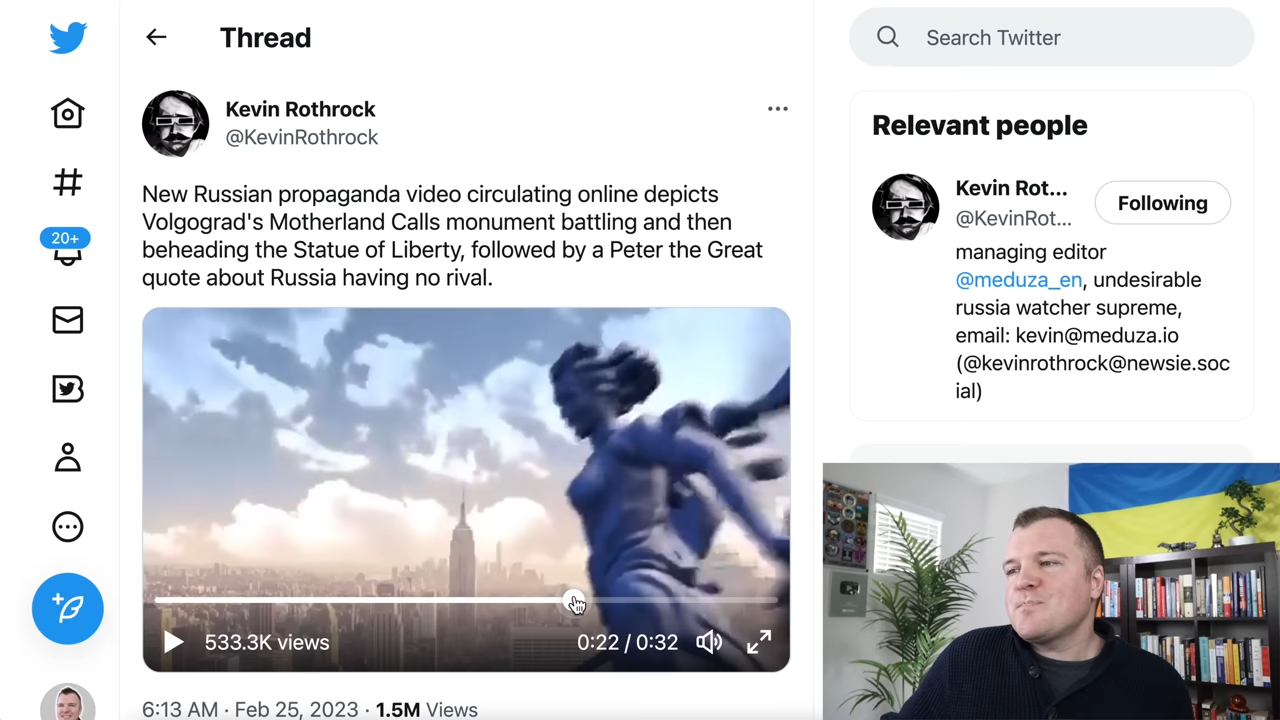 Thread
Search Twitter
Kevin Rothrock
@KevinRothrock
New Russian propaganda video circulating online depicts
Volgograd's Motherland Calls monument battling and then
beheading the Statue of Liberty, followed by a Peter the Great
quote about Russia having no rival.
20+
533.3K views
0:22 / 0:32
6:13 AM · Feb 25, 2023 · 1.5M Views
Relevant people
Kevin Rot...
@KevinRot...
Following
managing editor
@meduza_en, undesirable
russia watcher supreme,
email: kevin@meduza.io
(@kevinrothrock@newsie.soc
ial)